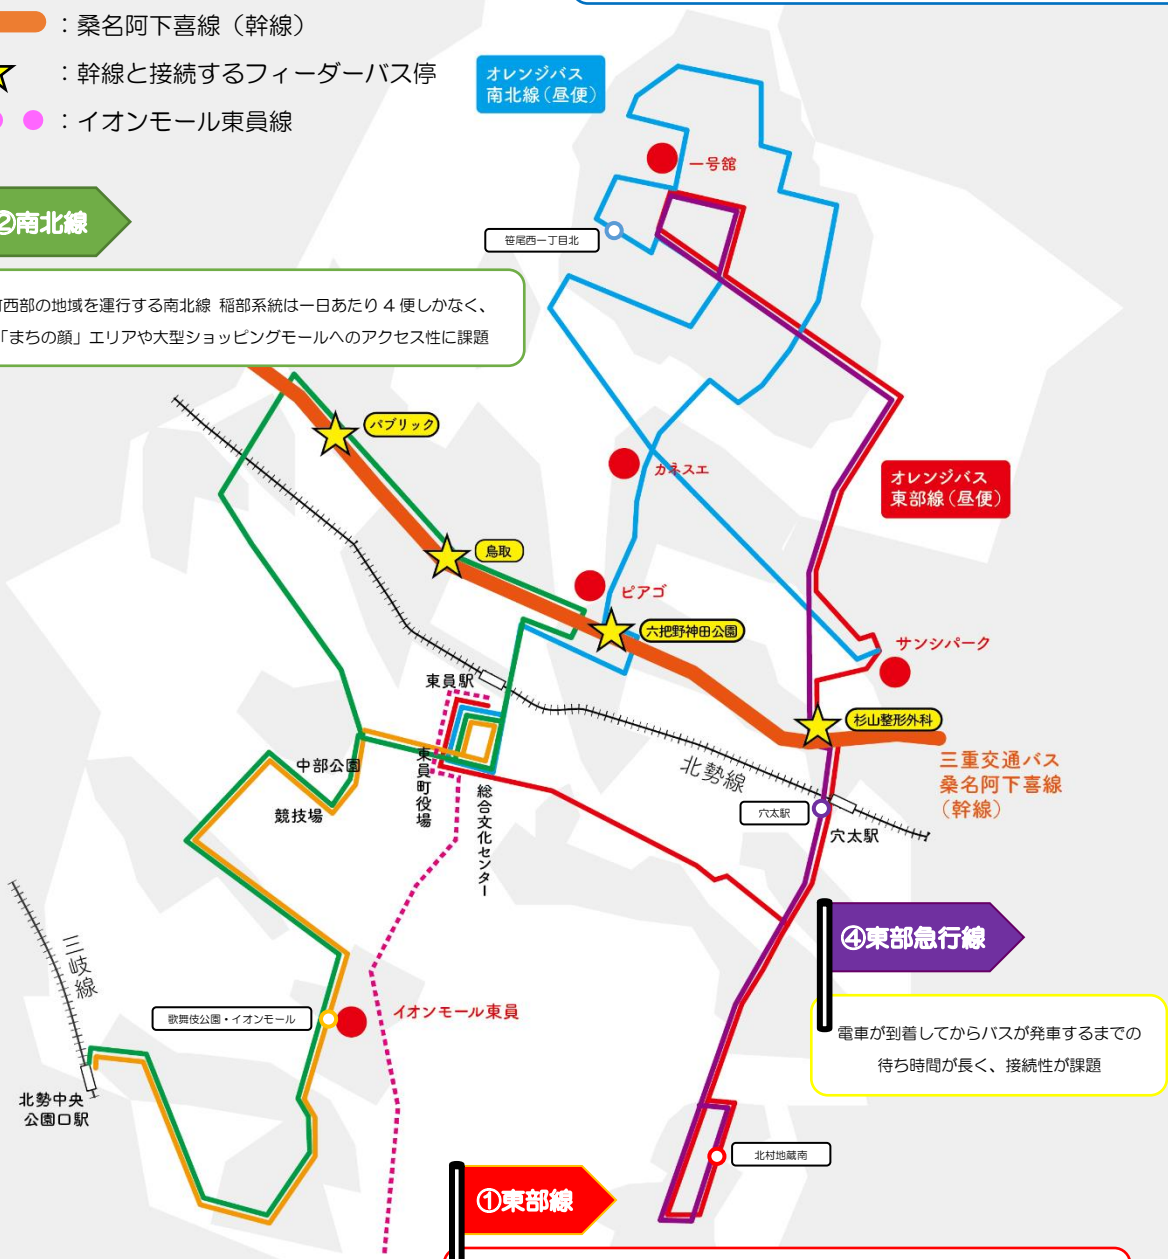 ：桑名阿下喜線（幹線）
：幹線と接続するフィーダーバス停
：イオンモール東員線
オレンジバス
南北線（昼便）
一号館
②南北線
笹尾西一丁目北
町西部の地域を運行する南北線 稲部系統は一日あたり４便しかなく、
「まちの顔」エリアや大型ショッピングモールへのアクセス性に課題
パブリック
カネスエ
オレンジバス
東部線（昼便）
鳥取
ピアゴ
六把野神田公園
サンシパーク
東員駅
杉山整形外科
三重交通バス
桑名阿下喜線
（幹線）
北勢線
中部公園
東員町役場
総合文化センター
競技場
穴太駅
穴太駅
④東部急行線
三岐線
歌舞伎公園・イオンモール
イオンモール東員
電車が到着してからバスが発車するまでの
待ち時間が長く、接続性が課題
北勢中央
公園口駅
北村地蔵南
①東部線